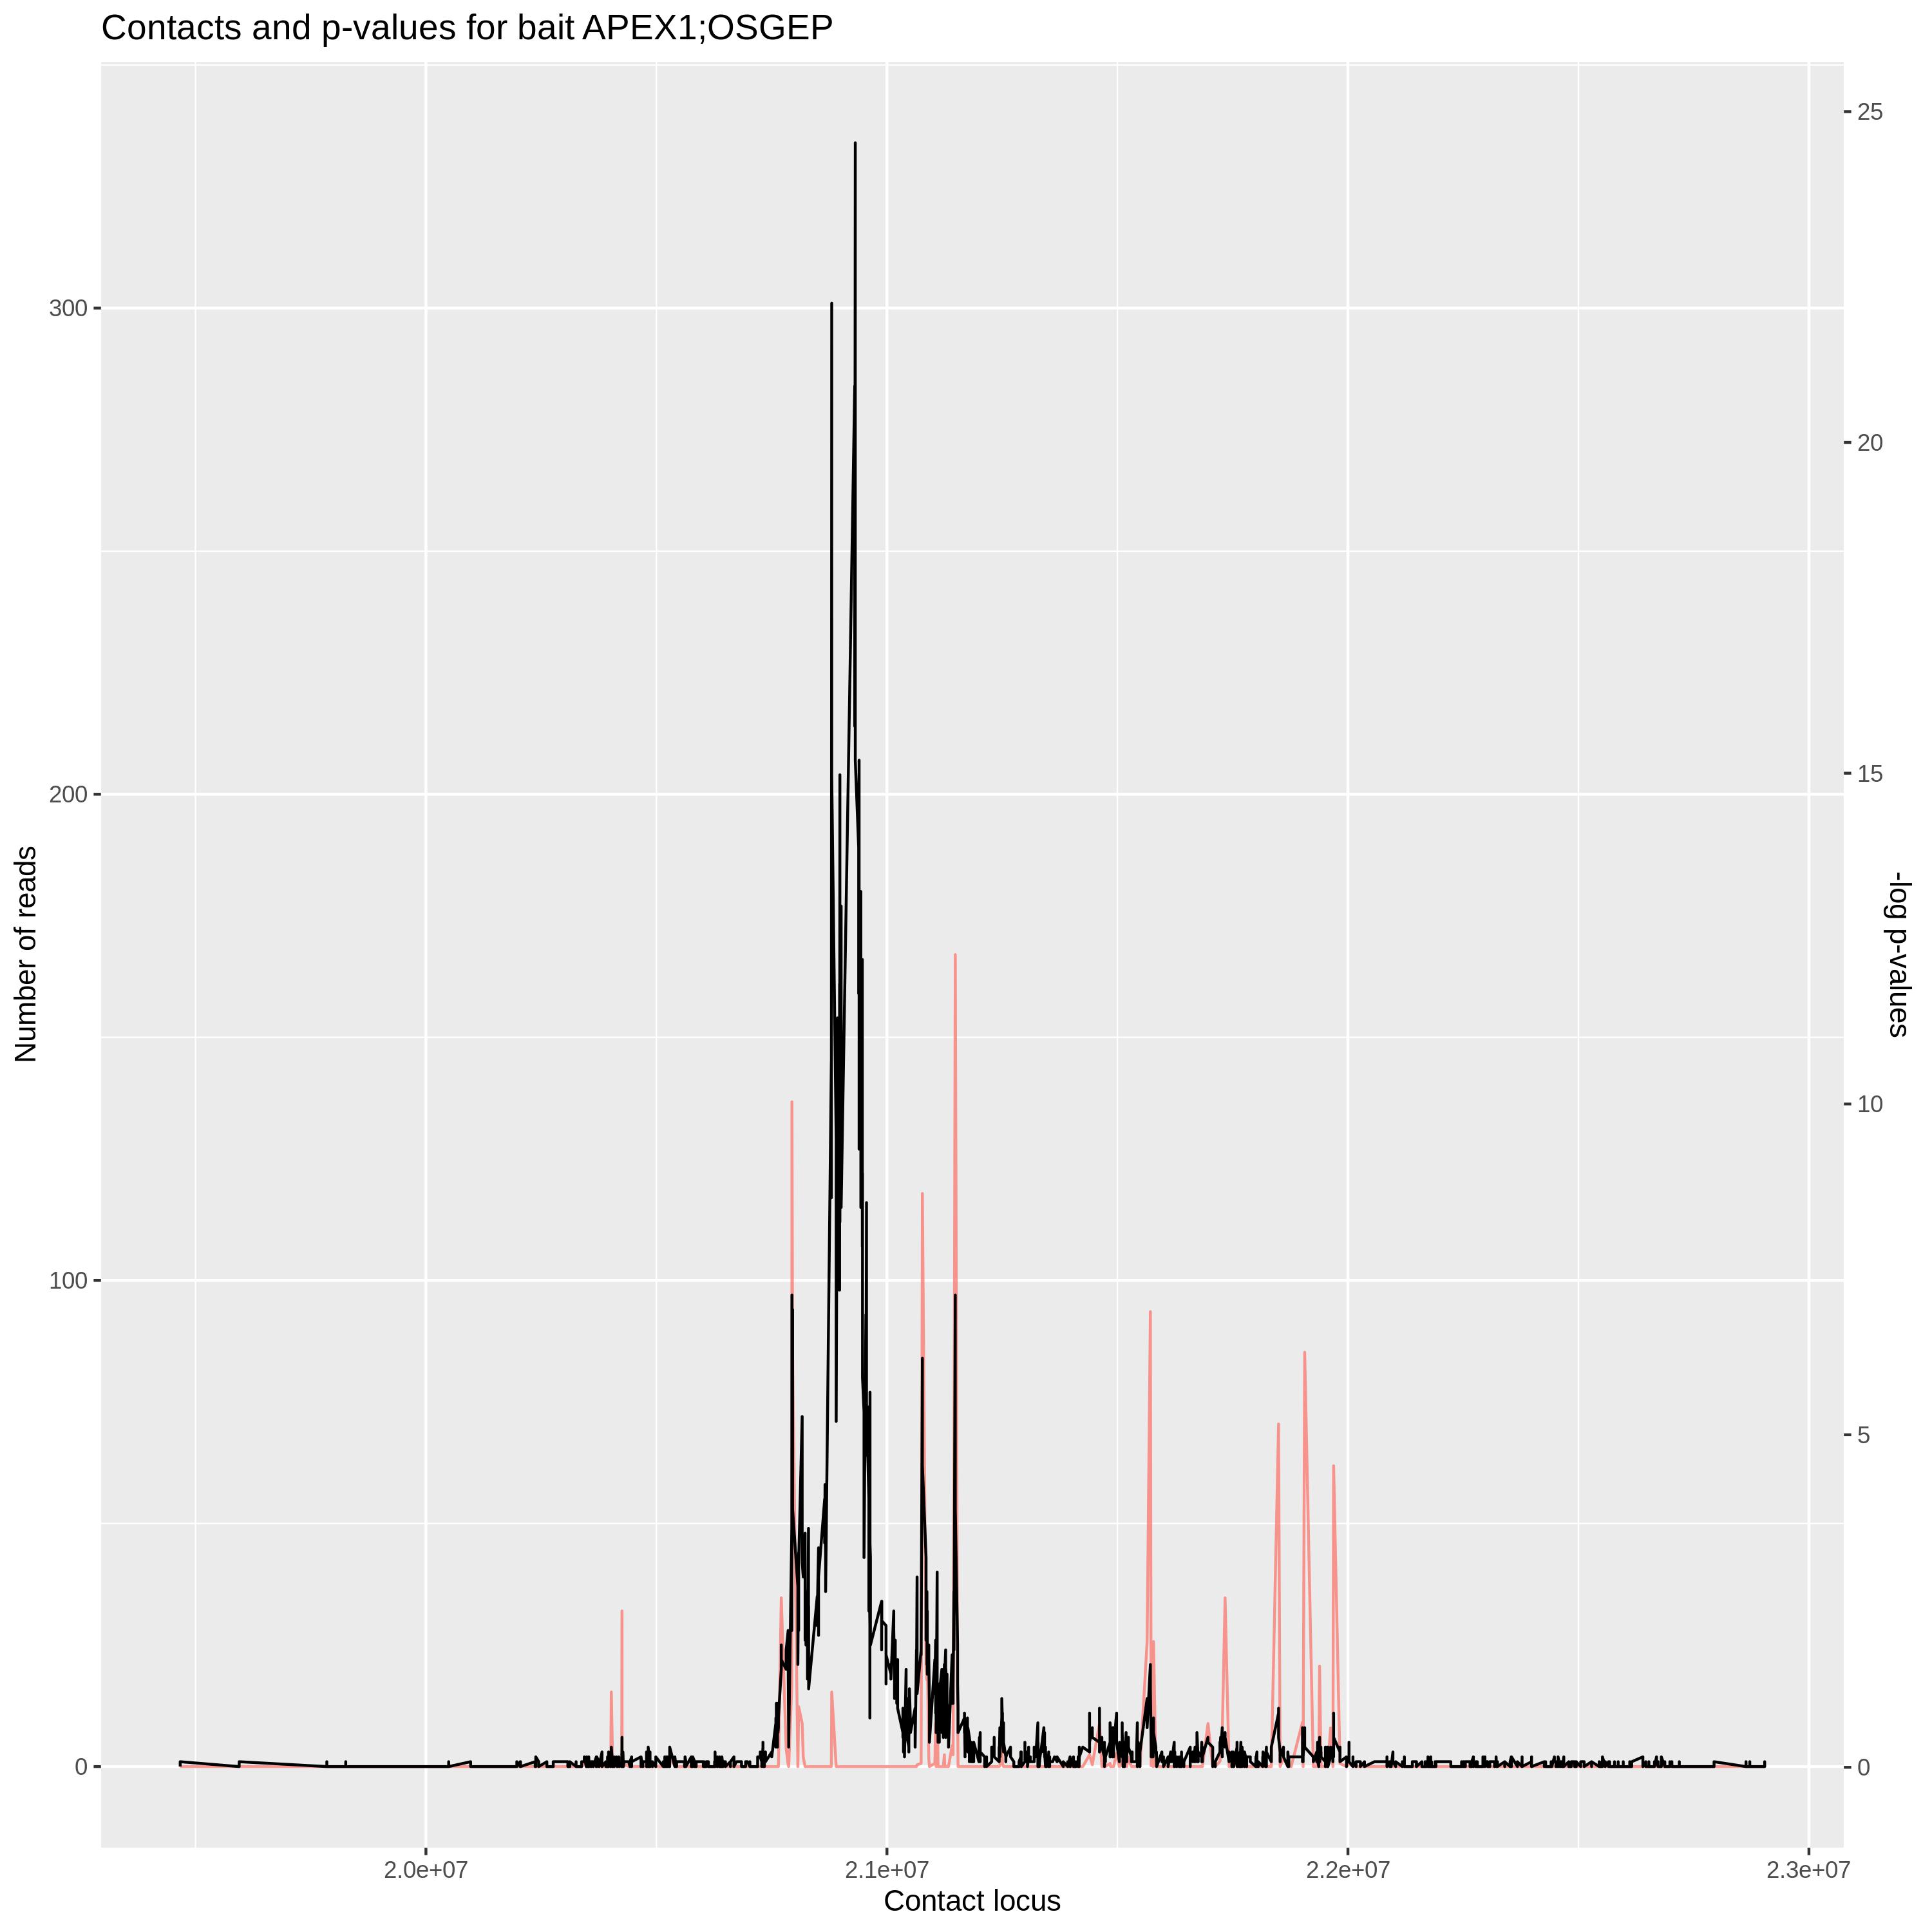 Contacts and p-values for bait APEX1;OSGEP
Number of reads
300
200
100
0
25
20
15
10
5
0
-log p-values
2.0e+07
2.1e+07
2.2e+07
2.3e+07
Contact locus